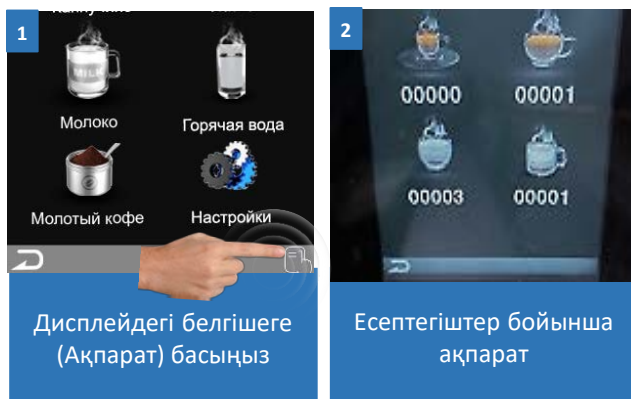 1
Молоко
Горячая вода
Молотый кофе
Настройки
Дисплейдегі белгішеге
(Ақпарат) басыңыз
2
00000
00001
00003
00001
Есептегіштер бойынша
ақпарат